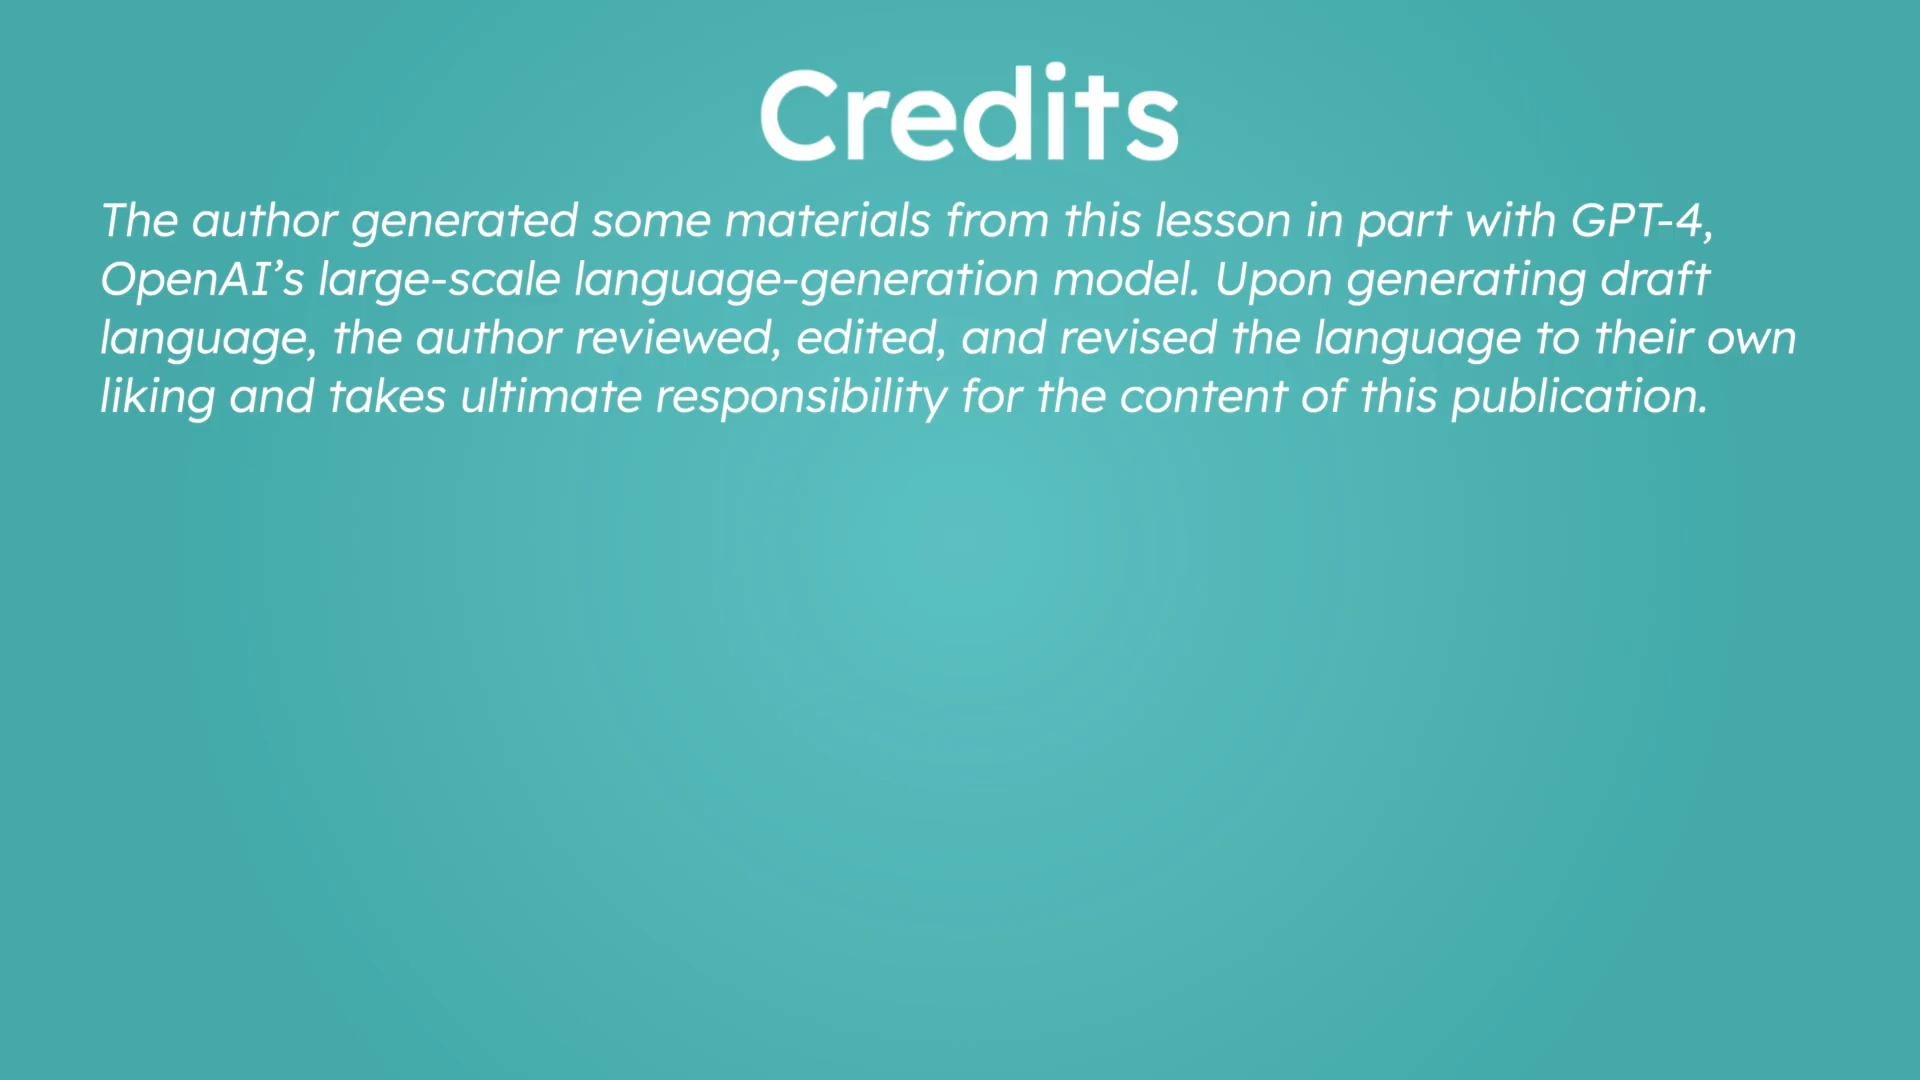 Credits
The author generated some materials from this lesson in part with GPT-4,
OpenAI’s large-scale language-generation model. Upon generating draft
language, the author reviewed, edited, and revised the language to their own
liking and takes ultimate responsibility for the content of this publication.